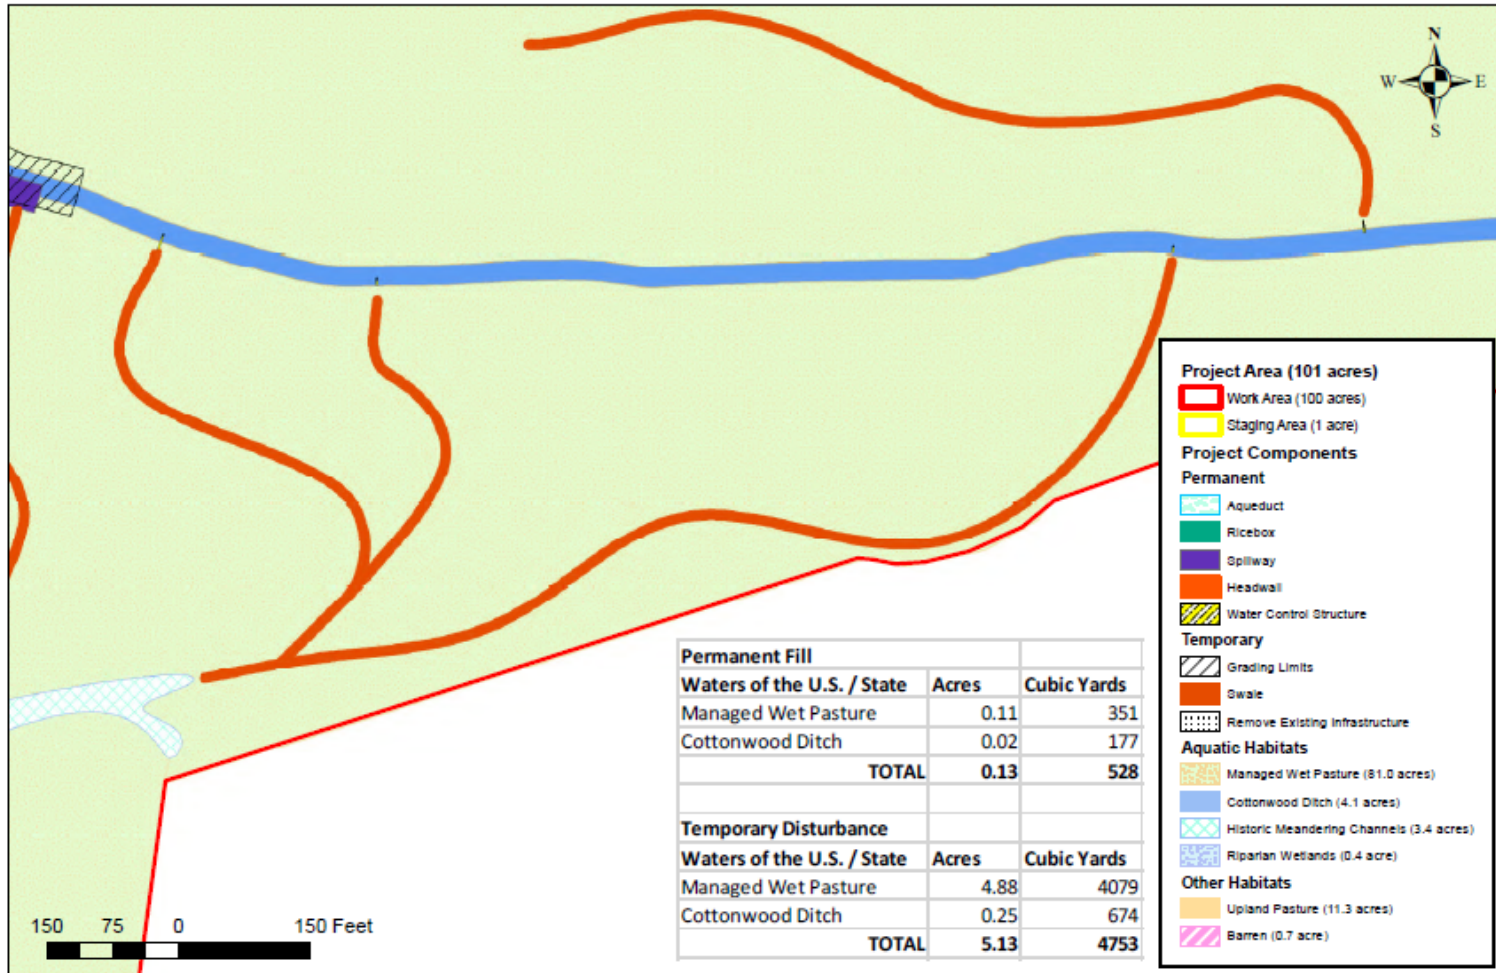 N
W E
S
Project Area (101 acres)
Work Area (100 acres)
Staging Area (1 acre)
Project Components
Permanent
Aqueduct
Ricebox
Spillway
Headwall
Water Control Structure
Temporary
Grading Limits
Swale
Remove Existing Infrastructure
Aquatic Habitats
Managed Wet Pasture (81.0 acres)
Cottonwood Ditch (4.1 acres)
Historic Meandering Channels (3.4 acres)
Riparian Wetlands (0.4 acre)
Other Habitats
Upland Pasture (11.3 acres)
Barren (0.7 acre)
Permanent Fill
Waters of the U.S. / State Acres Cubic Yards
Managed Wet Pasture 0.11 351
Cottonwood Ditch 0.02 177
TOTAL 0.13 528
Temporary Disturbance
Waters of the U.S. / State Acres Cubic Yards
Managed Wet Pasture 4.88 4079
Cottonwood Ditch 0.25 674
TOTAL 5.13 4753
150 75 0 150 Feet